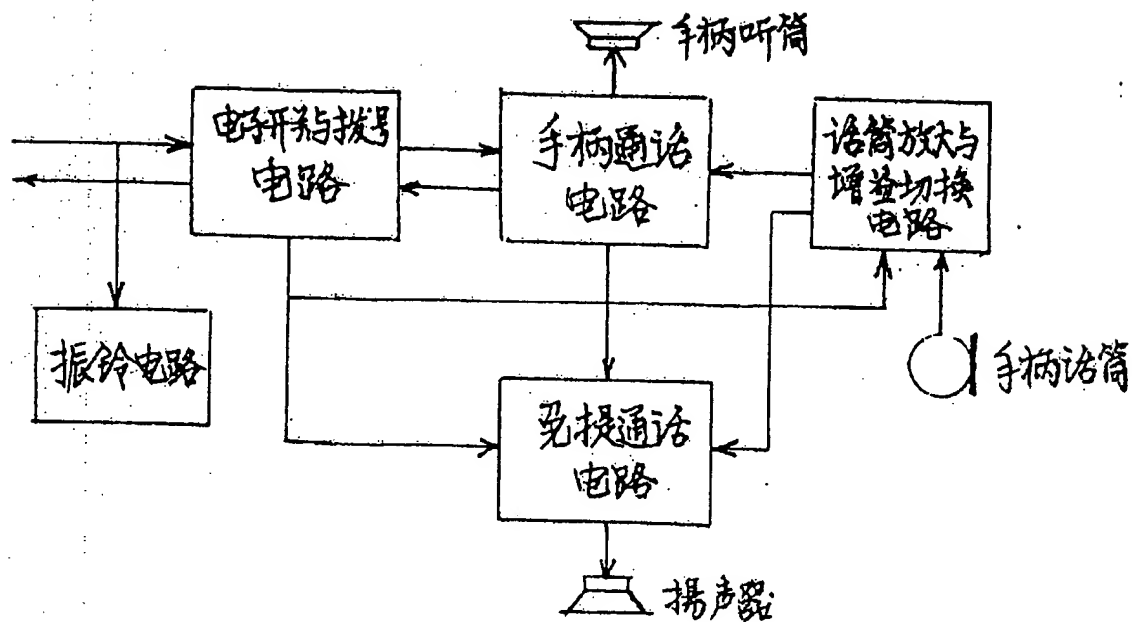 手柄听筒
电子开关与拨号
电路
手柄通话
电路
话筒放大与
增益切换
电路
振铃电路
手柄话筒
免提通话
电路
揚声器